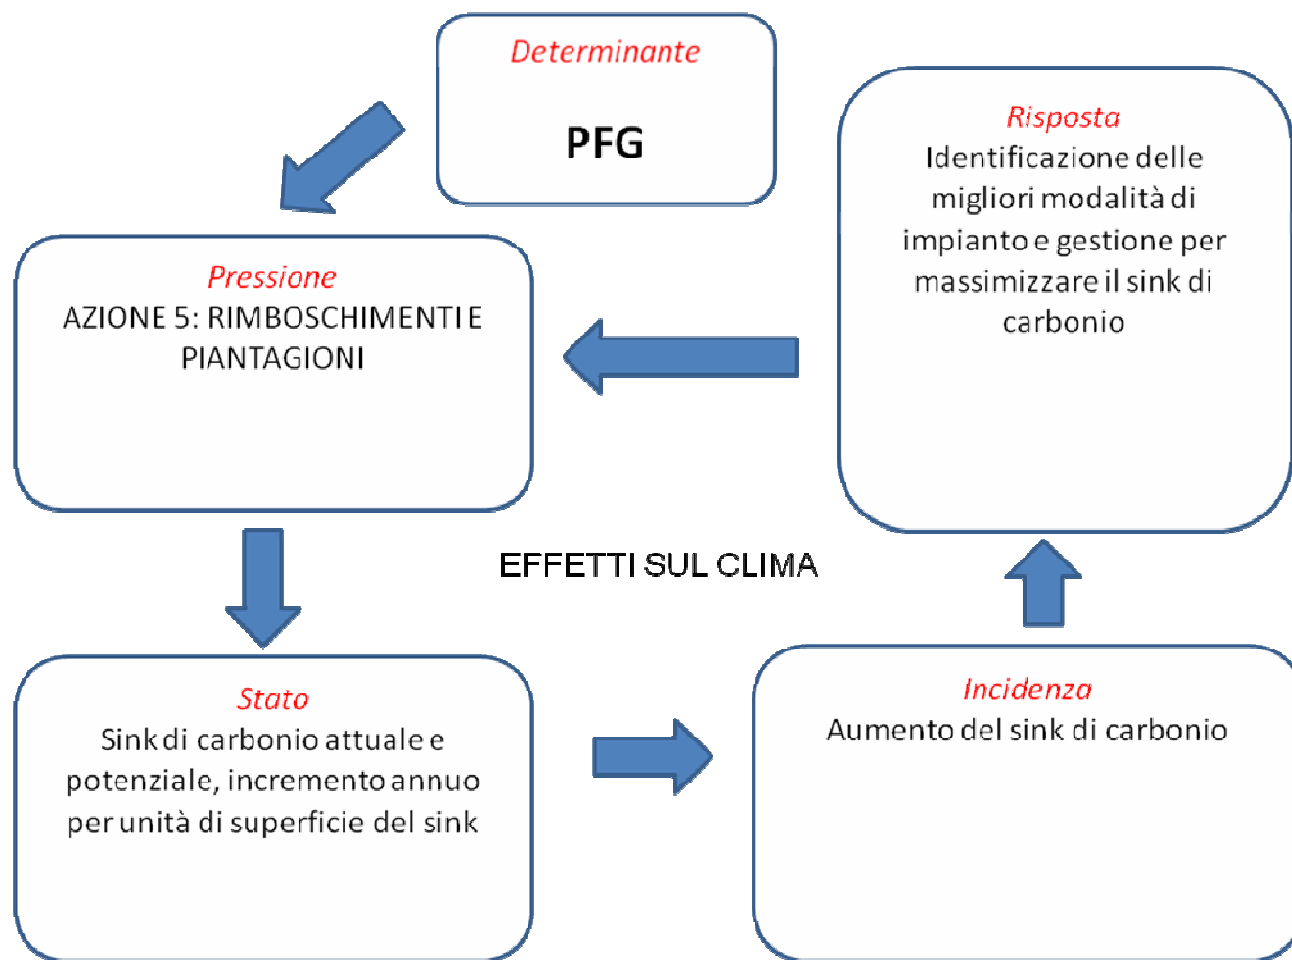 Determinante
PFG
Risposta
Identificazione delle
migliori modalità di
impianto e gestione per
massimizzare il sink di
carbonio
Pressione
AZIONE 5: RIMBOSCHIMENTI E
PIANTAGIONI
EFFETTI SUL CLIMA
Stato
Sink di carbonio attuale e
potenziale, incremento annuo
per unità di superficie del sink
Incidenza
Aumento del sink di carbonio